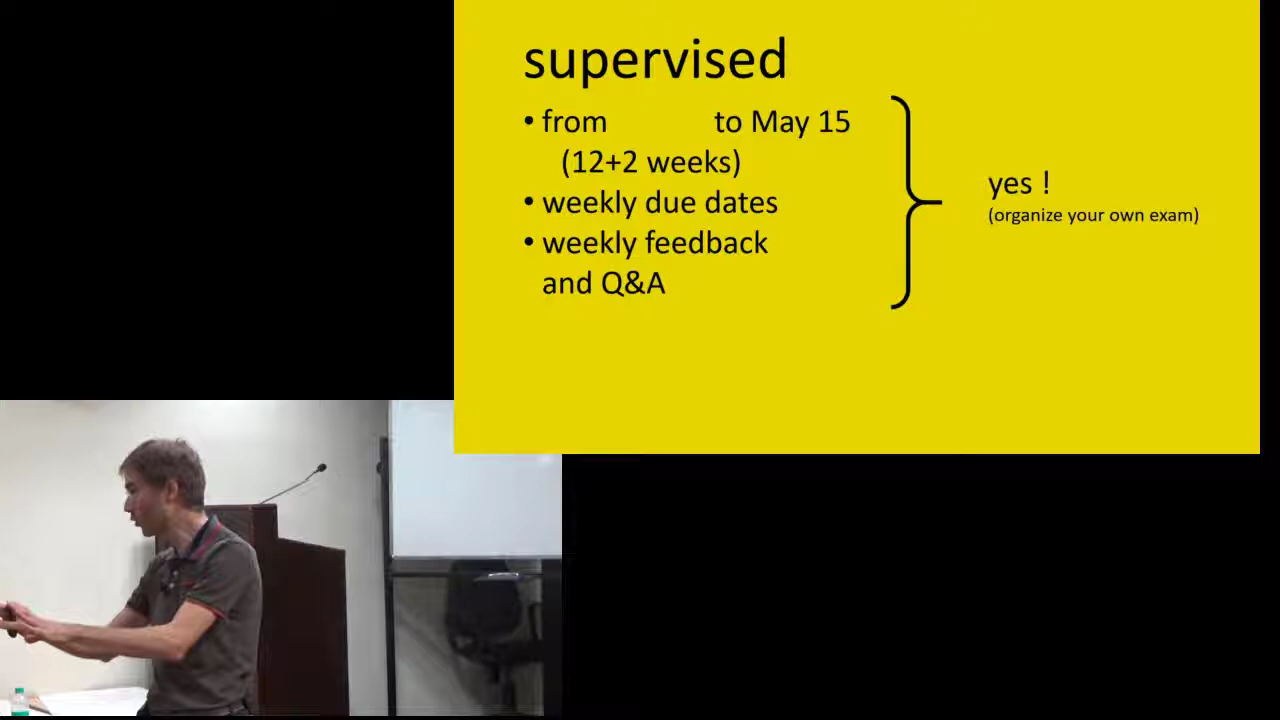 supervised
• from to May 15
(12+2 weeks)
• weekly due dates
• weekly feedback
and Q&A
yes !
(organize your own exam)